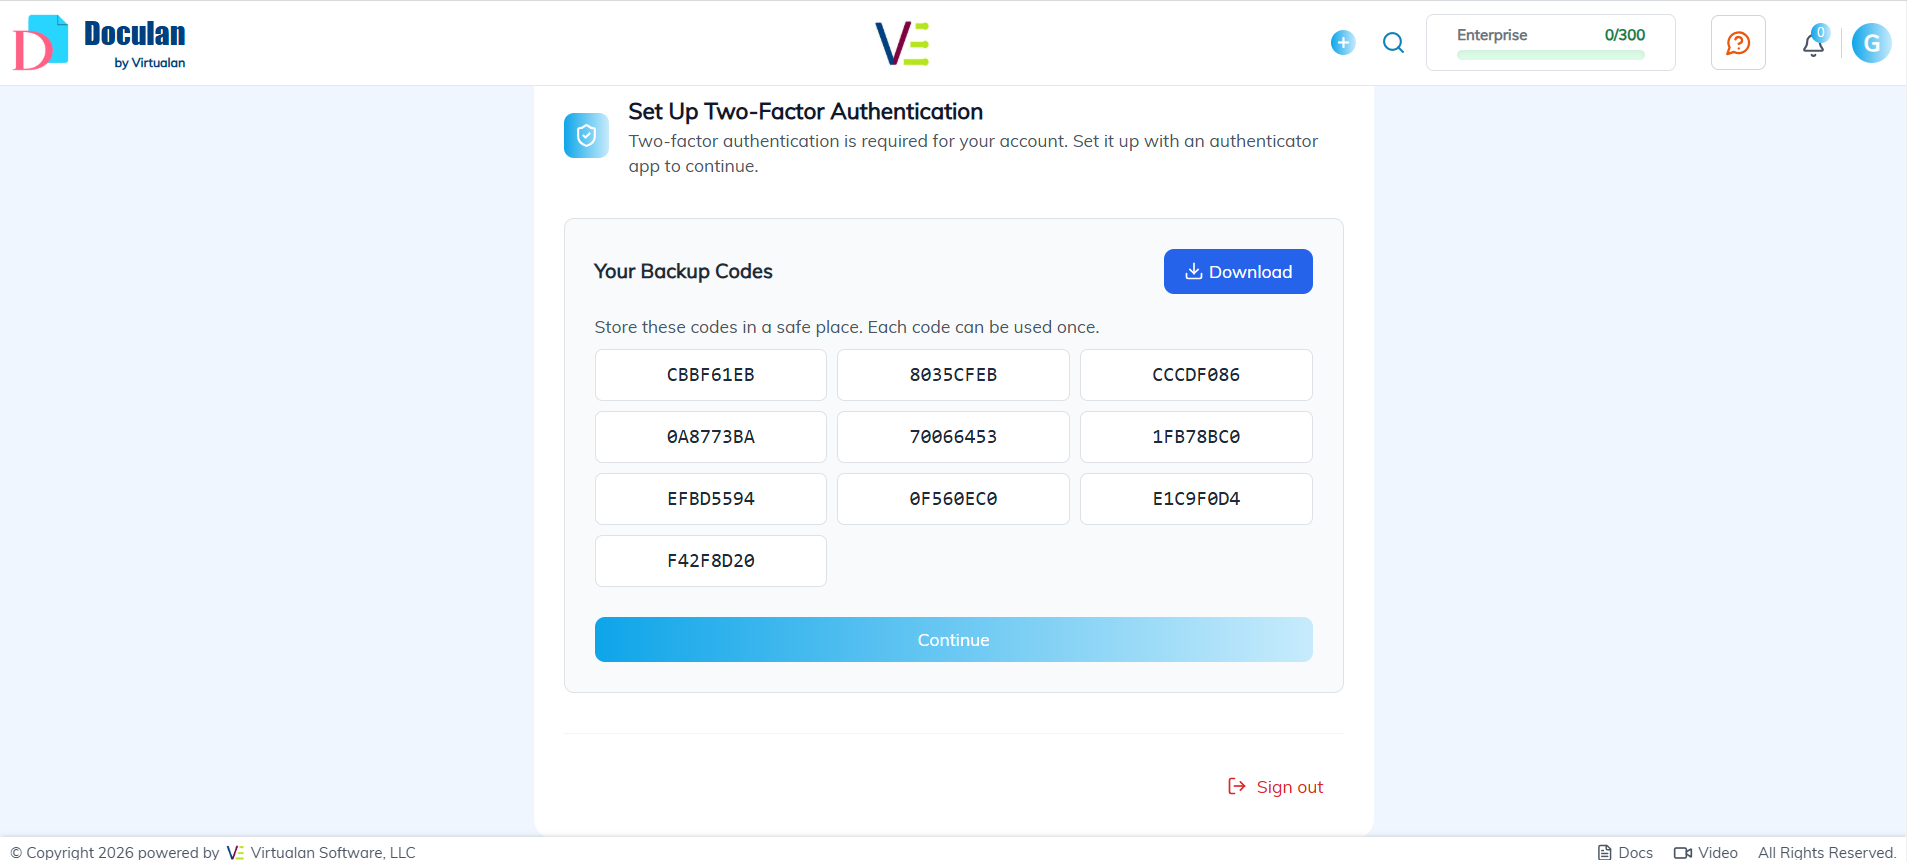 Doculan
by Virtualan
VE
Enterprise 0/300
0
G
Set Up Two-Factor Authentication
Two-factor authentication is required for your account. Set it up with an authenticator
app to continue.
Your Backup Codes
Download
Store these codes in a safe place. Each code can be used once.
CBBF61EB 8035CFEB CCCDF086
0A8773BA 70066453 1FB78BC0
EFBD5594 0F560EC0 E1C9F0D4
F42F8D20
Continue
Sign out
© Copyright 2026 powered by VE Virtualan Software, LLC Docs Video All Rights Reserved.